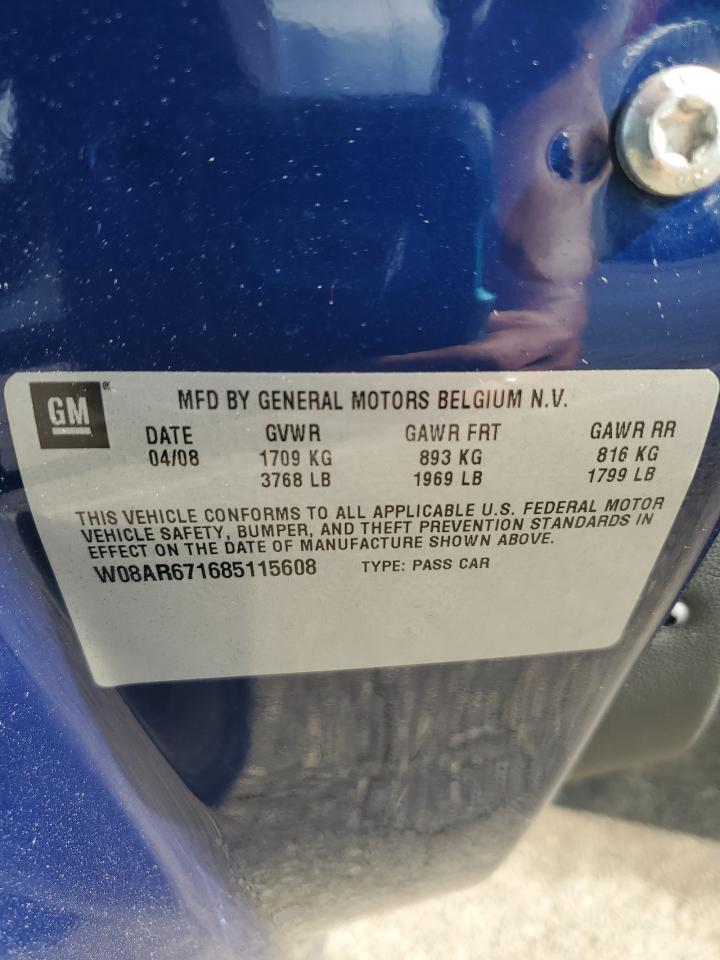 GM
®
MFD BY GENERAL MOTORS BELGIUM N.V.
DATE GVWR GAWR FRT GAWR RR
04/08 1709 KG 893 KG 816 KG
3768 LB 1969 LB 1799 LB
THIS VEHICLE CONFORMS TO ALL APPLICABLE U.S. FEDERAL MOTOR
VEHICLE SAFETY, BUMPER, AND THEFT PREVENTION STANDARDS IN
EFFECT ON THE DATE OF MANUFACTURE SHOWN ABOVE.
W08AR671685115608 TYPE: PASS CAR